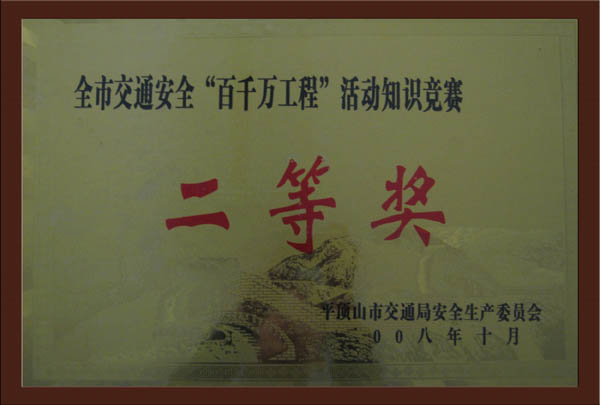 全市交通安全“百千万工程”活动知识竞赛
二等奖
平顶山市交通局安全生产委员会
00八年十月